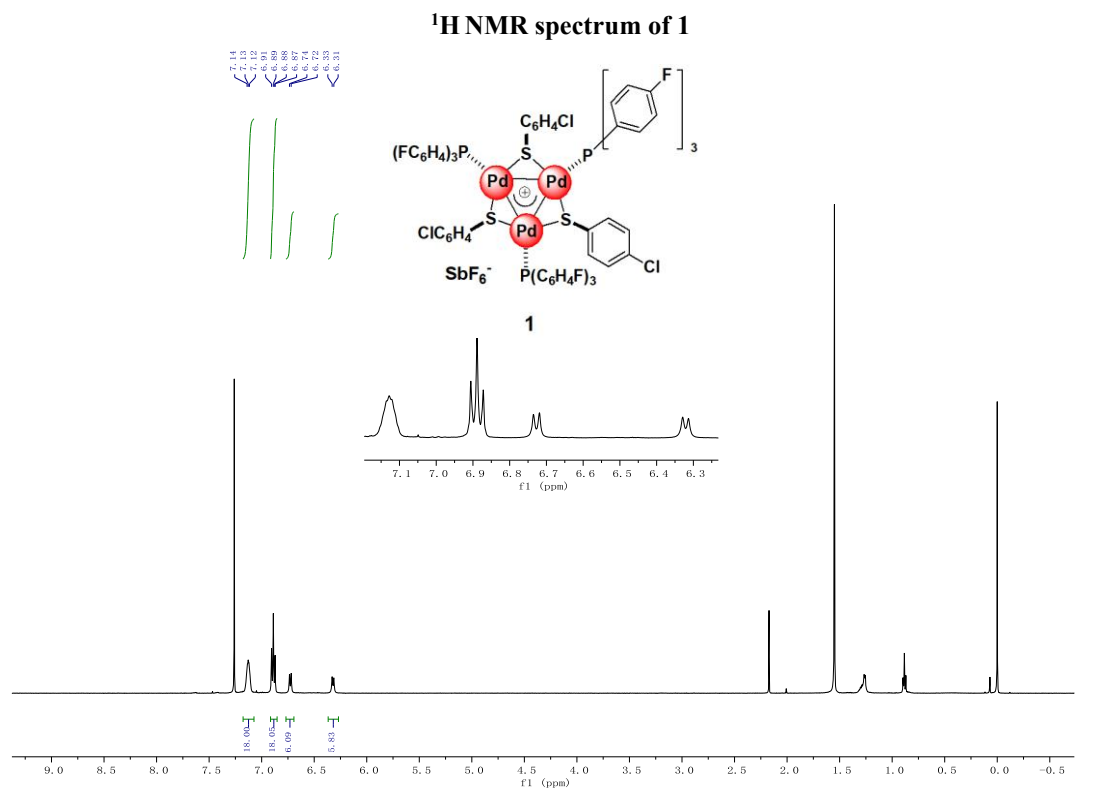 ¹H NMR spectrum of 1
7.14
7.13
7.12
6.91
6.89
6.88
6.87
6.74
6.72
6.33
6.31
F
3
C₆H₄Cl
(FC₆H₄)₃P
S
P
Pd
Pd
S
S
ClC₆H₄
Pd
Cl
SbF₆⁻
P(C₆H₄F)₃
1
7.1 7.0 6.9 6.8 6.7 6.6 6.5 6.4 6.3
f1 (ppm)
18.00
18.05
6.09
5.83
9.0 8.5 8.0 7.5 7.0 6.5 6.0 5.5 5.0 4.5 4.0 3.5 3.0 2.5 2.0 1.5 1.0 0.5 0.0 -0.5
f1 (ppm)